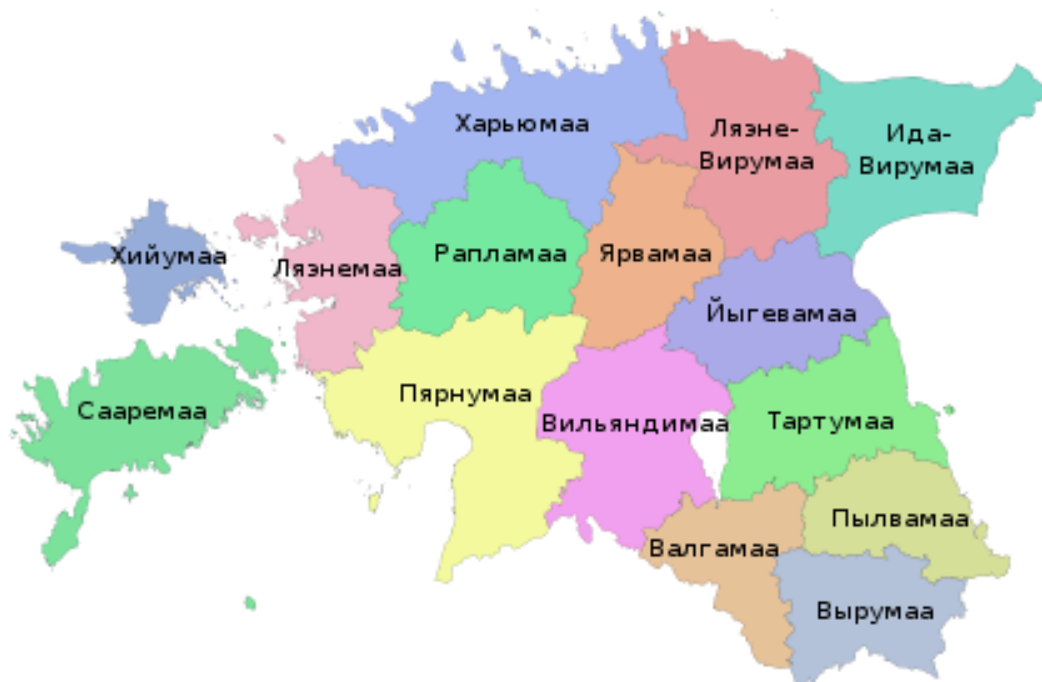 Харьюмаа
Ляэне-
Вирумаа
Ида-
Вирумаа
Хийумаа
Ляэнемаа
Рапламаа
Ярвамаа
Йыгевамаа
Сааремаа
Пярнумаа
Вильяндимаа
Тартумаа
Пылвамаа
Валгамаа
Вырумаа